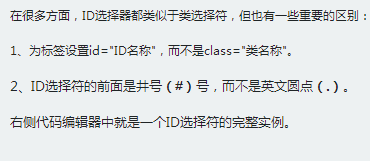 在很多方面，ID选择器都类似于类选择符，但也有一些重要的区别：
1、为标签设置id="ID名称"，而不是class="类名称"。
2、ID选择符的前面是井号（#）号，而不是英文圆点（.）。
右侧代码编辑器中就是一个ID选择符的完整实例。